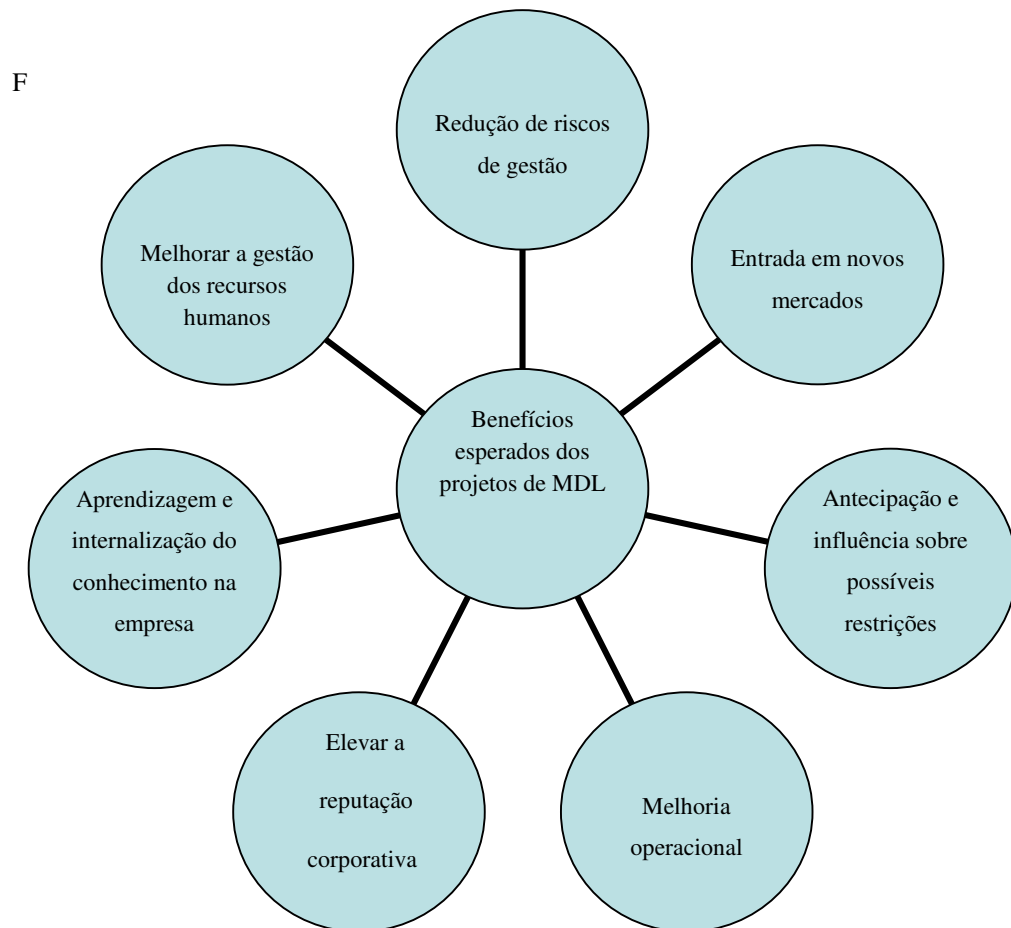 F
Redução de riscos
de gestão
Melhorar a gestão
dos recursos
humanos
Entrada em novos
mercados
Benefícios
esperados dos
projetos de MDL
Aprendizagem e
internalização do
conhecimento na
empresa
Antecipação e
influência sobre
possíveis
restrições
Elevar a
reputação
corporativa
Melhoria
operacional